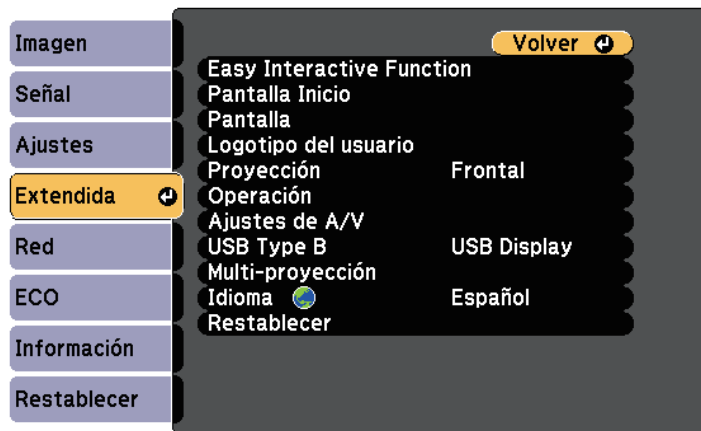 Imagen
Señal
Ajustes
Extendida
Red
ECO
Información
Restablecer
Volver
Easy Interactive Function
Pantalla Inicio
Pantalla
Logotipo del usuario
Proyección Frontal
Operación
Ajustes de A/V
USB Type B USB Display
Multi-proyección
Idioma Español
Restablecer